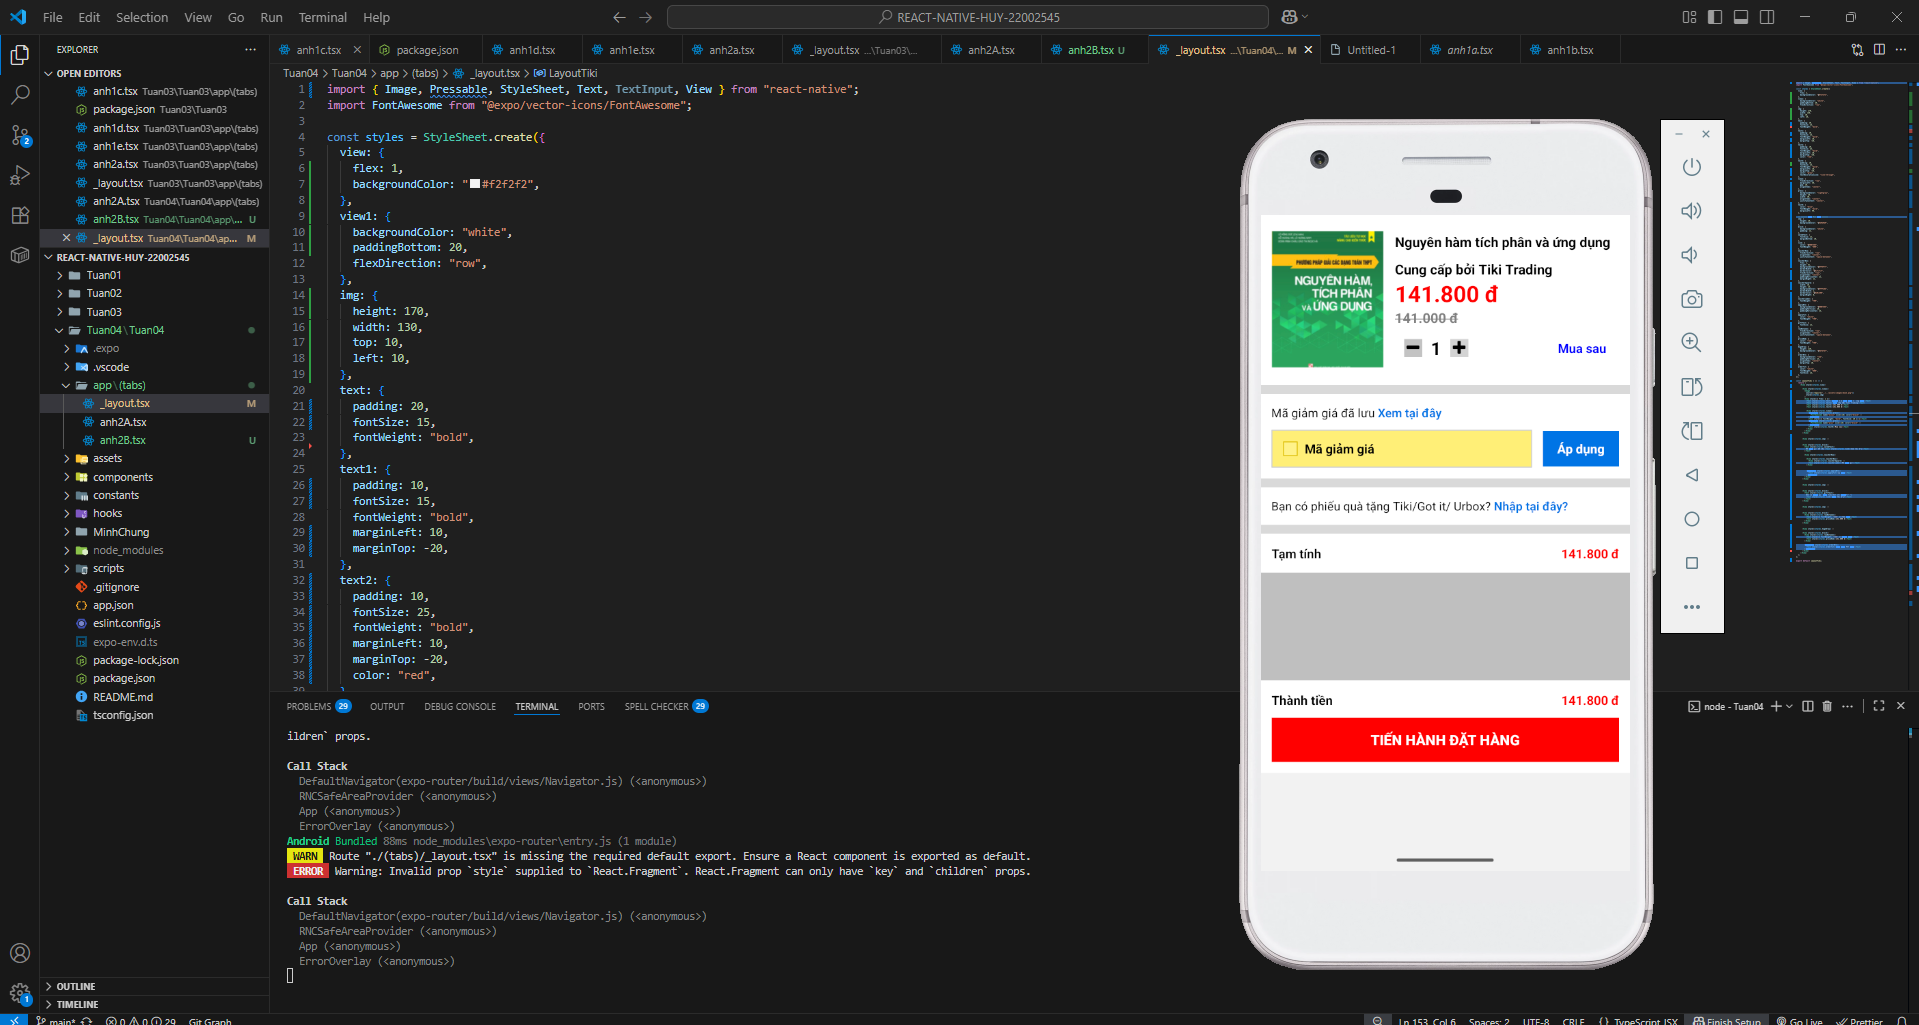 File Edit Selection View Go Run Terminal Help
REACT-NATIVE-HUY-22002545
EXPLORER
OPEN EDITORS
anh1c.tsx Tuan03\Tuan03\app\(tabs)
package.json Tuan03\Tuan03
anh1d.tsx Tuan03\Tuan03\app\(tabs)
anh1e.tsx Tuan03\Tuan03\app\(tabs)
anh2a.tsx Tuan03\Tuan03\app\(tabs)
_layout.tsx Tuan03\Tuan03\app\(tabs)
anh2A.tsx Tuan04\Tuan04\app\(tabs)
anh2B.tsx Tuan04\Tuan04\app\... U
_layout.tsx Tuan04\Tuan04\ap... M
REACT-NATIVE-HUY-22002545
Tuan01
Tuan02
Tuan03
Tuan04\Tuan04
.expo
.vscode
app\(tabs)
_layout.tsx M
anh2A.tsx
anh2B.tsx U
assets
components
constants
hooks
MinhChung
node_modules
scripts
.gitignore
app.json
eslint.config.js
expo-env.d.ts
package-lock.json
package.json
README.md
tsconfig.json
OUTLINE
TIMELINE
2
1
anh1c.tsx package.json anh1d.tsx anh1e.tsx anh2a.tsx _layout.tsx ...\Tuan03\... anh2A.tsx anh2B.tsx U _layout.tsx ...\Tuan04\... M Untitled-1 anh1a.tsx anh1b.tsx
Tuan04 > Tuan04 > app > (tabs) > _layout.tsx > LayoutTiki
1 import { Image, Pressable, StyleSheet, Text, TextInput, View } from "react-native";
2 import FontAwesome from "@expo/vector-icons/FontAwesome";
3
4 const styles = StyleSheet.create({
5 view: {
6 flex: 1,
7 backgroundColor: "#f2f2f2",
8 },
9 view1: {
10 backgroundColor: "white",
11 paddingBottom: 20,
12 flexDirection: "row",
13 },
14 img: {
15 height: 170,
16 width: 130,
17 top: 10,
18 left: 10,
19 },
20 text: {
21 padding: 20,
22 fontSize: 15,
23 fontWeight: "bold",
24 },
25 text1: {
26 padding: 10,
27 fontSize: 15,
28 fontWeight: "bold",
29 marginLeft: 10,
30 marginTop: -20,
31 },
32 text2: {
33 padding: 10,
34 fontSize: 25,
35 fontWeight: "bold",
36 marginLeft: 10,
37 marginTop: -20,
38 color: "red",
39 }
PROBLEMS 29 OUTPUT DEBUG CONSOLE TERMINAL PORTS SPELL CHECKER 29
node - Tuan04
ildren` props.
Call Stack
DefaultNavigator(expo-router/build/views/Navigator.js) (<anonymous>)
RNCSafeAreaProvider (<anonymous>)
App (<anonymous>)
ErrorOverlay (<anonymous>)
Android Bundled 88ms node_modules\expo-router\entry.js (1 module)
WARN Route "./(tabs)/_layout.tsx" is missing the required default export. Ensure a React component is exported as default.
ERROR Warning: Invalid prop `style` supplied to `React.Fragment`. React.Fragment can only have `key` and `children` props.
Call Stack
DefaultNavigator(expo-router/build/views/Navigator.js) (<anonymous>)
RNCSafeAreaProvider (<anonymous>)
App (<anonymous>)
ErrorOverlay (<anonymous>)
PHƯƠNG PHÁP GIẢI CÁC DẠNG TOÁN THPT
NGUYÊN HÀM,
TÍCH PHÂN
VÀ ỨNG DỤNG
Nguyên hàm tích phân và ứng dụng
Cung cấp bởi Tiki Trading
141.800 đ
141.000 đ
1
Mua sau
Mã giảm giá đã lưu Xem tại đây
Mã giảm giá
Áp dụng
Bạn có phiếu quà tặng Tiki/Got it/ Urbox? Nhập tại đây?
Tạm tính 141.800 đ
Thành tiền 141.800 đ
TIẾN HÀNH ĐẶT HÀNG
main* 0 0 29 Git Graph
Ln 153, Col 6 Spaces: 2 UTF-8 CRLF { } TypeScript JSX Finish Setup Go Live Prettier